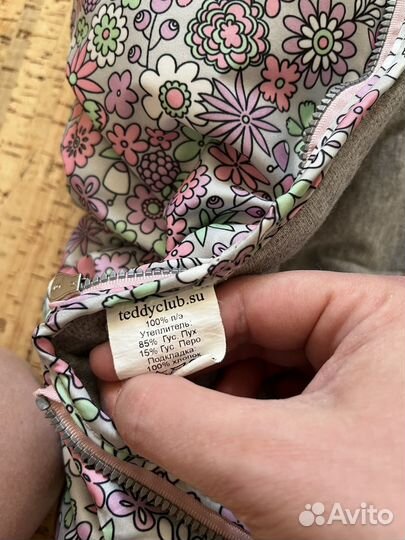 teddyclub.su
100% п/э
Утеплитель:
85% Гус. Пух
15% Гус. Перо
Подкладка
100% хлопок
Avito